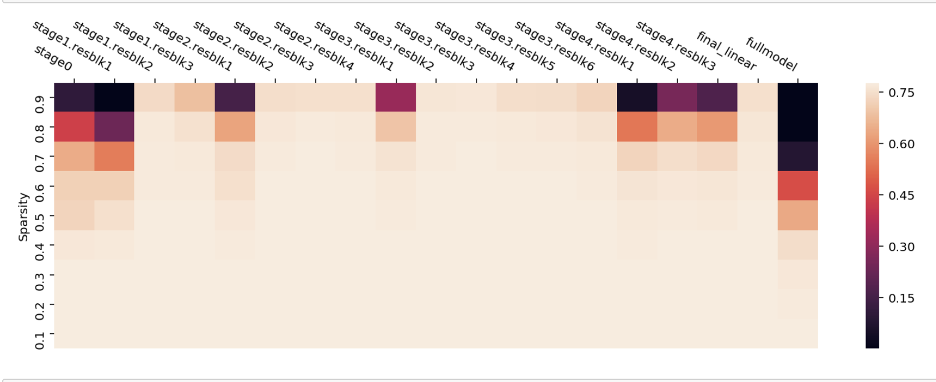 stage0
stage1.resblk1
stage1.resblk2
stage1.resblk3
stage2.resblk1
stage2.resblk2
stage2.resblk3
stage2.resblk4
stage3.resblk1
stage3.resblk2
stage3.resblk3
stage3.resblk4
stage3.resblk5
stage3.resblk6
stage4.resblk1
stage4.resblk2
stage4.resblk3
final_linear
fullmodel
Sparsity
0.9
0.8
0.7
0.6
0.5
0.4
0.3
0.2
0.1
0.75
0.60
0.45
0.30
0.15